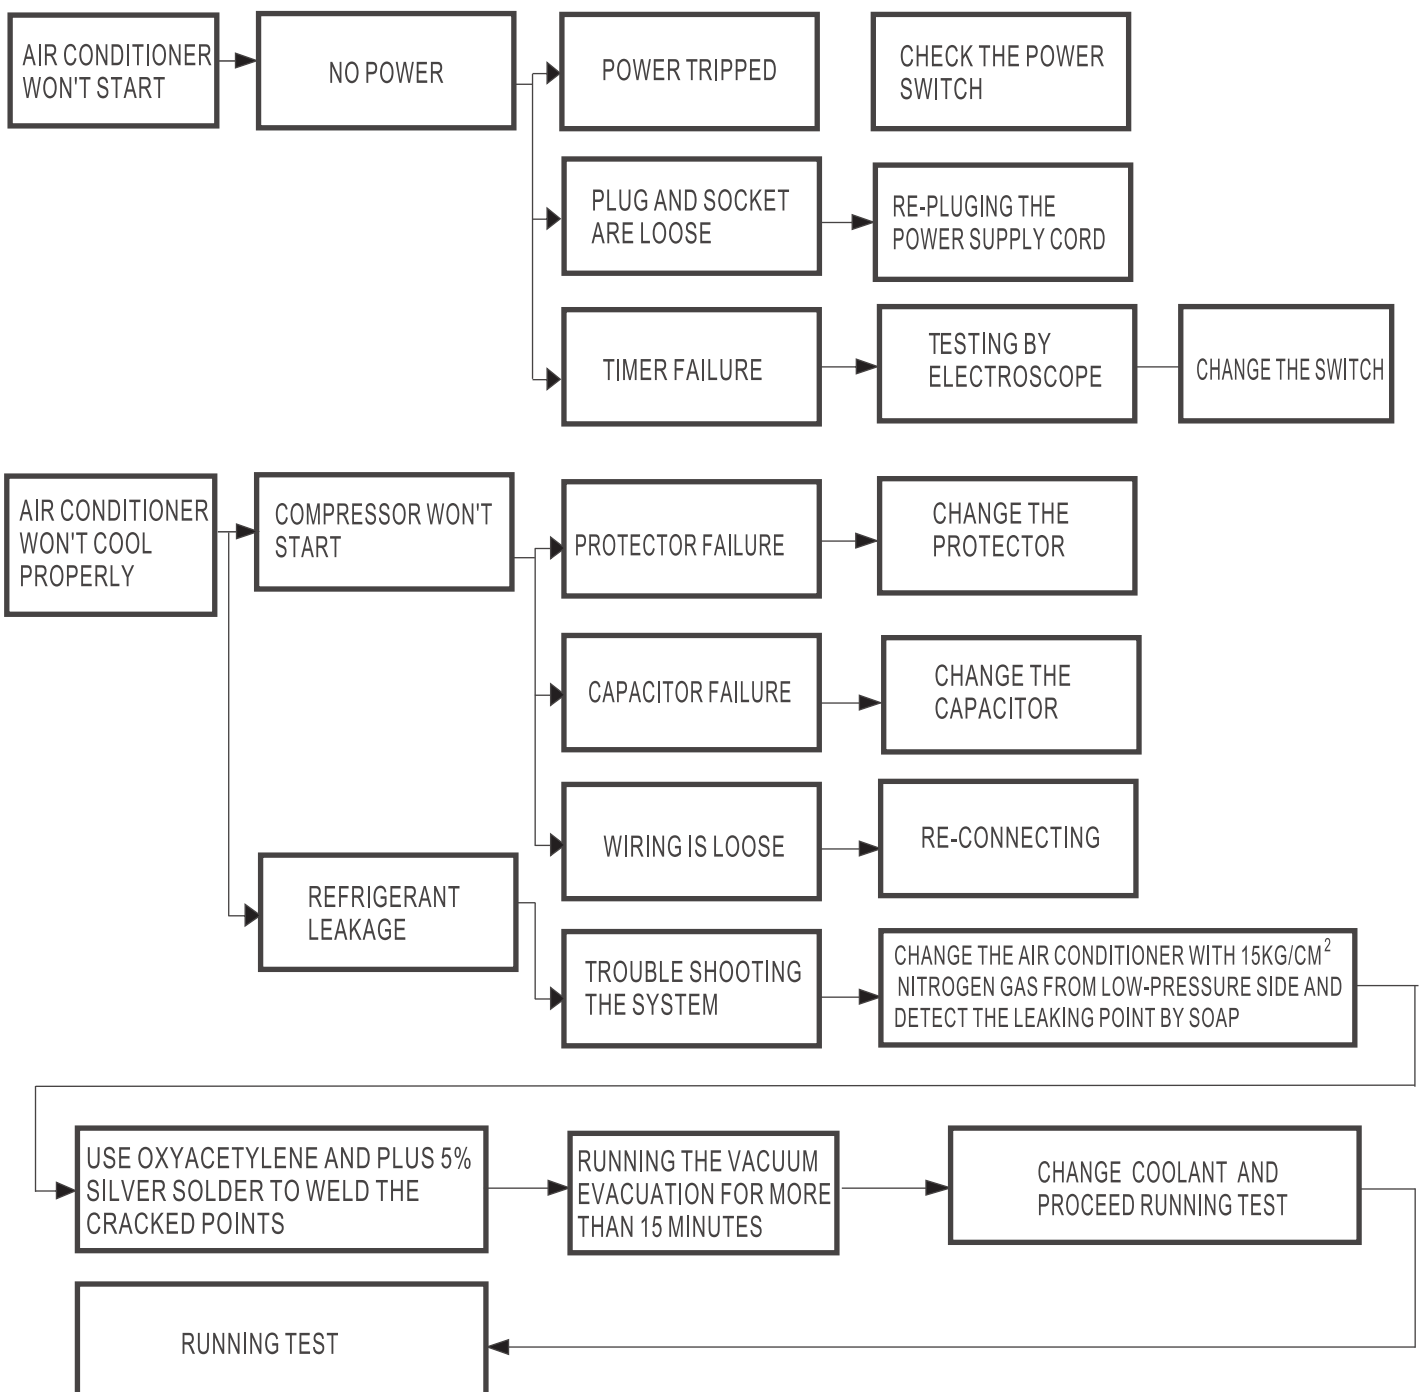 AIR CONDITIONER
WON'T START
NO POWER
POWER TRIPPED
CHECK THE POWER
SWITCH
PLUG AND SOCKET
ARE LOOSE
RE-PLUGING THE
POWER SUPPLY CORD
TIMER FAILURE
TESTING BY
ELECTROSCOPE
CHANGE THE SWITCH
AIR CONDITIONER
WON'T COOL
PROPERLY
COMPRESSOR WON'T
START
PROTECTOR FAILURE
CHANGE THE
PROTECTOR
CAPACITOR FAILURE
CHANGE THE
CAPACITOR
WIRING IS LOOSE
RE-CONNECTING
REFRIGERANT
LEAKAGE
TROUBLE SHOOTING
THE SYSTEM
CHANGE THE AIR CONDITIONER WITH 15KG/CM²
NITROGEN GAS FROM LOW-PRESSURE SIDE AND
DETECT THE LEAKING POINT BY SOAP
USE OXYACETYLENE AND PLUS 5%
SILVER SOLDER TO WELD THE
CRACKED POINTS
RUNNING THE VACUUM
EVACUATION FOR MORE
THAN 15 MINUTES
CHANGE COOLANT AND
PROCEED RUNNING TEST
RUNNING TEST